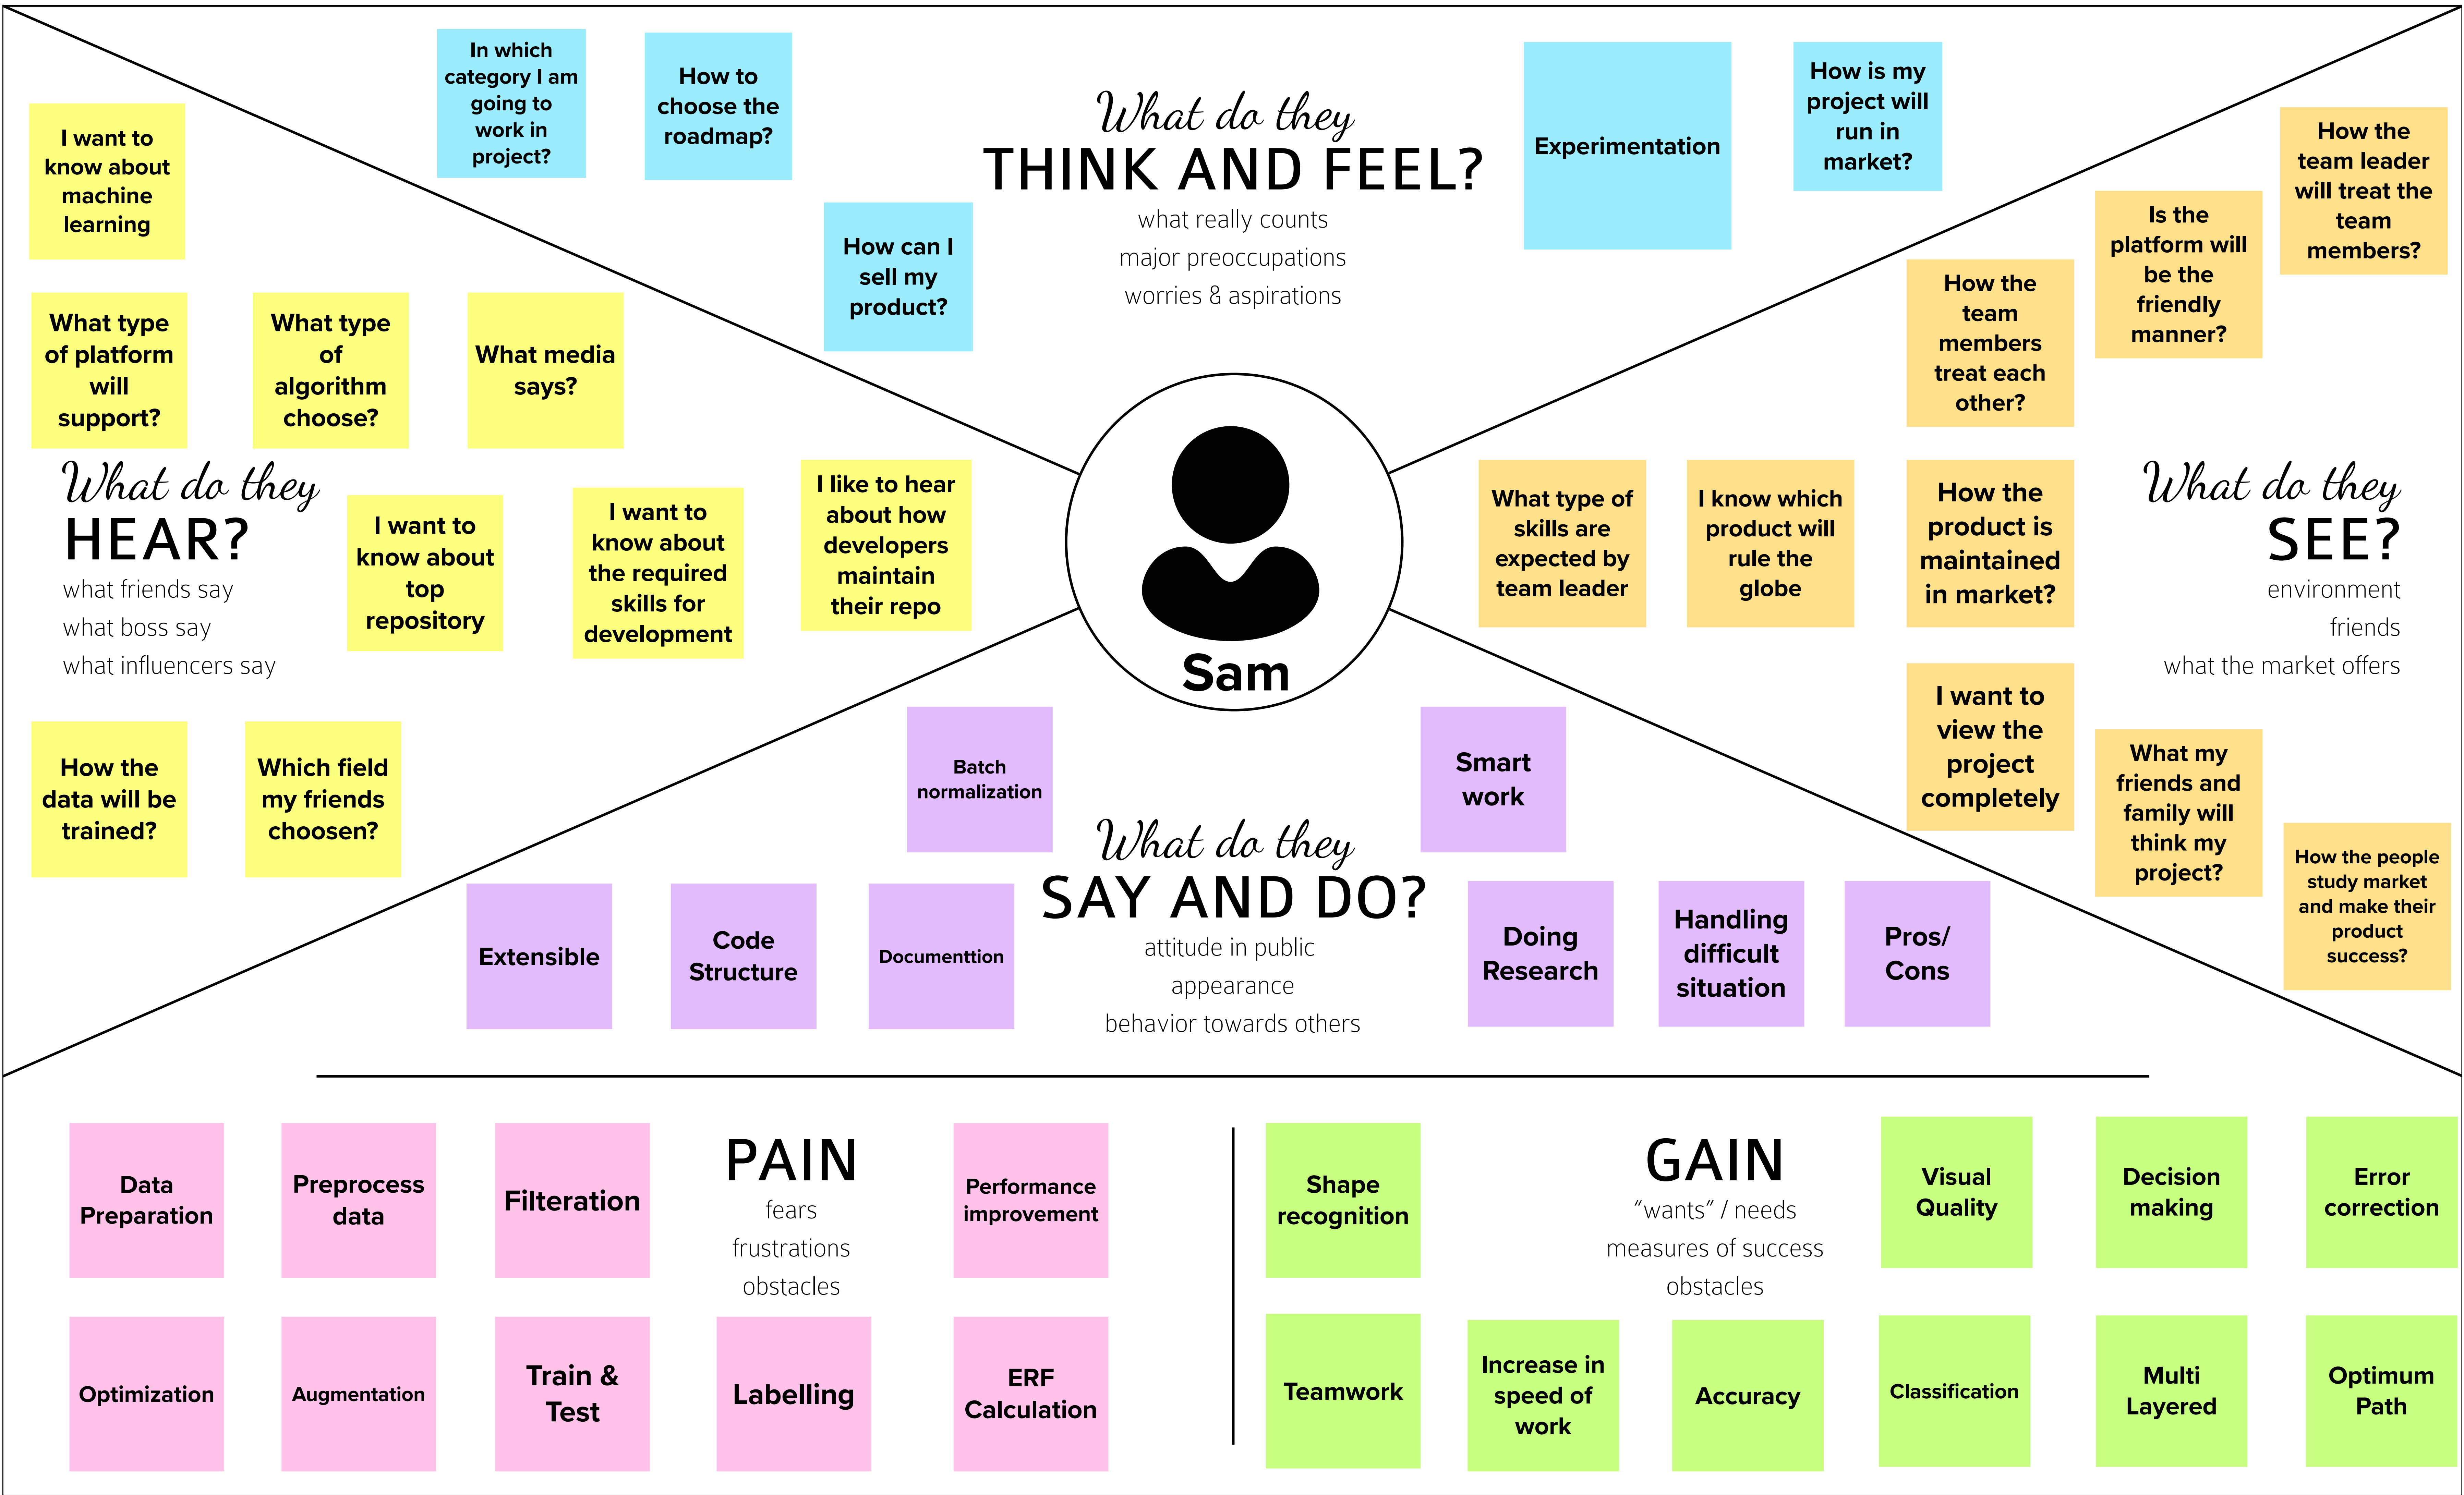 In which
category I am
going to
work in
project?
How to
choose the
roadmap?
How can I
sell my
product?
What do they
THINK AND FEEL?
what really counts
major preoccupations
worries & aspirations
Experimentation
How is my
project will
run in
market?
I want to
know about
machine
learning
What type
of platform
will
support?
What type
of
algorithm
choose?
What media
says?
What do they
HEAR?
what friends say
what boss say
what influencers say
I want to
know about
top
repository
I want to
know about
the required
skills for
development
I like to hear
about how
developers
maintain
their repo
How the
data will be
trained?
Which field
my friends
choosen?
Sam
How the
team leader
will treat the
team
members?
Is the
platform will
be the
friendly
manner?
How the
team
members
treat each
other?
What type of
skills are
expected by
team leader
I know which
product will
rule the
globe
How the
product is
maintained
in market?
What do they
SEE?
environment
friends
what the market offers
I want to
view the
project
completely
What my
friends and
family will
think my
project?
How the people
study market
and make their
product
success?
Batch
normalization
Smart
work
What do they
SAY AND DO?
attitude in public
appearance
behavior towards others
Extensible
Code
Structure
Documenttion
Doing
Research
Handling
difficult
situation
Pros/
Cons
Data
Preparation
Preprocess
data
Filteration
PAIN
fears
frustrations
obstacles
Performance
improvement
Optimization
Augmentation
Train &
Test
Labelling
ERF
Calculation
Shape
recognition
GAIN
“wants” / needs
measures of success
obstacles
Visual
Quality
Decision
making
Error
correction
Teamwork
Increase in
speed of
work
Accuracy
Classification
Multi
Layered
Optimum
Path